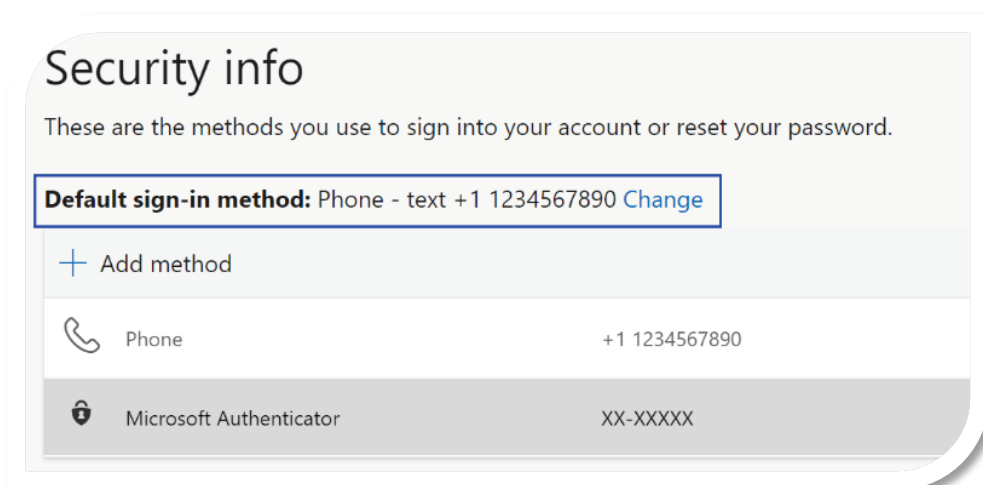 Security info
These are the methods you use to sign into your account or reset your password.
Default sign-in method: Phone - text +1 1234567890 Change
Add method
Phone +1 1234567890
Microsoft Authenticator XX-XXXXX